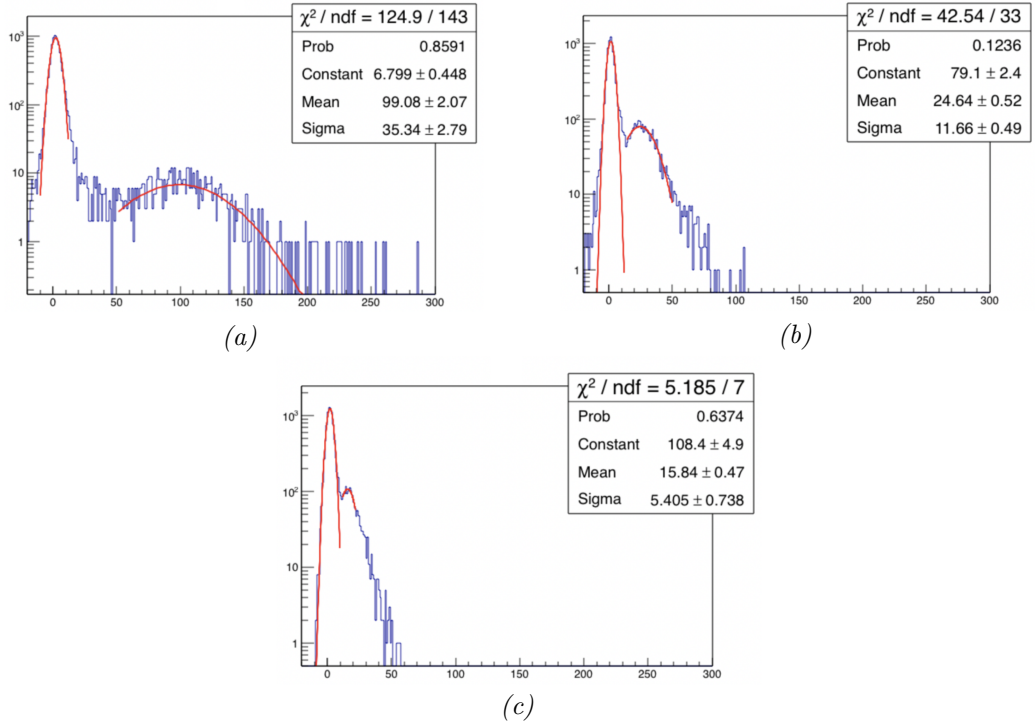 χ² / ndf = 124.9 / 143
Prob 0.8591
Constant 6.799 ± 0.448
Mean 99.08 ± 2.07
Sigma 35.34 ± 2.79
10³
10²
10
1
0 50 100 150 200 250 300
(a)
χ² / ndf = 42.54 / 33
Prob 0.1236
Constant 79.1 ± 2.4
Mean 24.64 ± 0.52
Sigma 11.66 ± 0.49
10³
10²
10
1
0 50 100 150 200 250 300
(b)
χ² / ndf = 5.185 / 7
Prob 0.6374
Constant 108.4 ± 4.9
Mean 15.84 ± 0.47
Sigma 5.405 ± 0.738
10³
10²
10
1
0 50 100 150 200 250 300
(c)